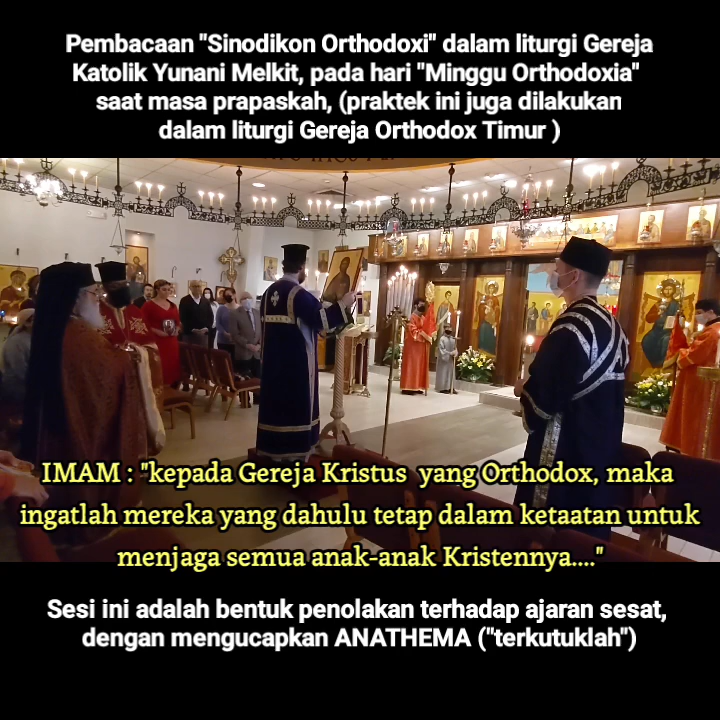 Pembacaan "Sinodikon Orthodoxi" dalam liturgi Gereja
Katolik Yunani Melkit, pada hari "Minggu Orthodoxia"
saat masa prapaskah, (praktek ini juga dilakukan
dalam liturgi Gereja Orthodox Timur )
IMAM : "kepada Gereja Kristus yang Orthodox, maka
ingatlah mereka yang dahulu tetap dalam ketaatan untuk
menjaga semua anak-anak Kristennya...."
Sesi ini adalah bentuk penolakan terhadap ajaran sesat,
dengan mengucapkan ANATHEMA ("terkutuklah")